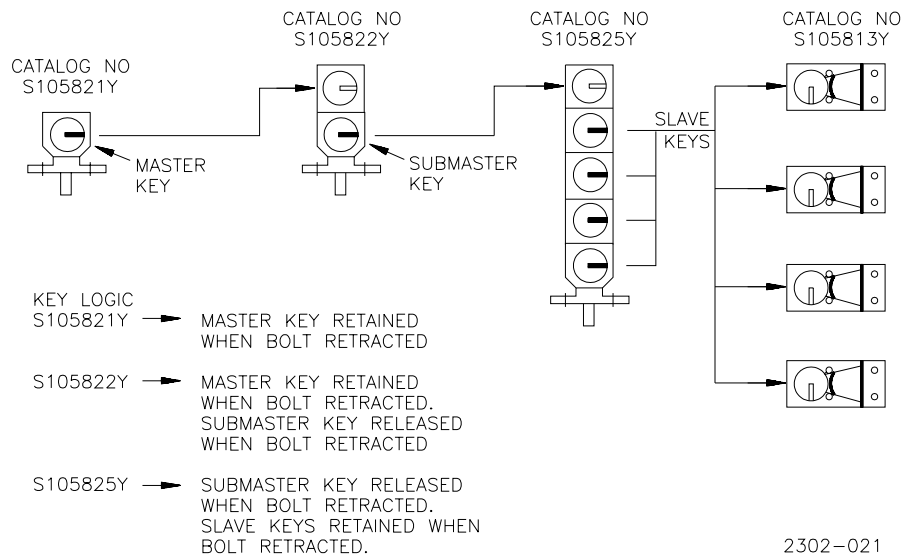 CATALOG NO
S105821Y
CATALOG NO
S105822Y
CATALOG NO
S105825Y
CATALOG NO
S105813Y
MASTER
KEY
SUBMASTER
KEY
SLAVE
KEYS
KEY LOGIC
S105821Y
MASTER KEY RETAINED
WHEN BOLT RETRACTED
S105822Y
MASTER KEY RETAINED
WHEN BOLT RETRACTED.
SUBMASTER KEY RELEASED
WHEN BOLT RETRACTED
S105825Y
SUBMASTER KEY RELEASED
WHEN BOLT RETRACTED.
SLAVE KEYS RETAINED WHEN
BOLT RETRACTED.
2302-021